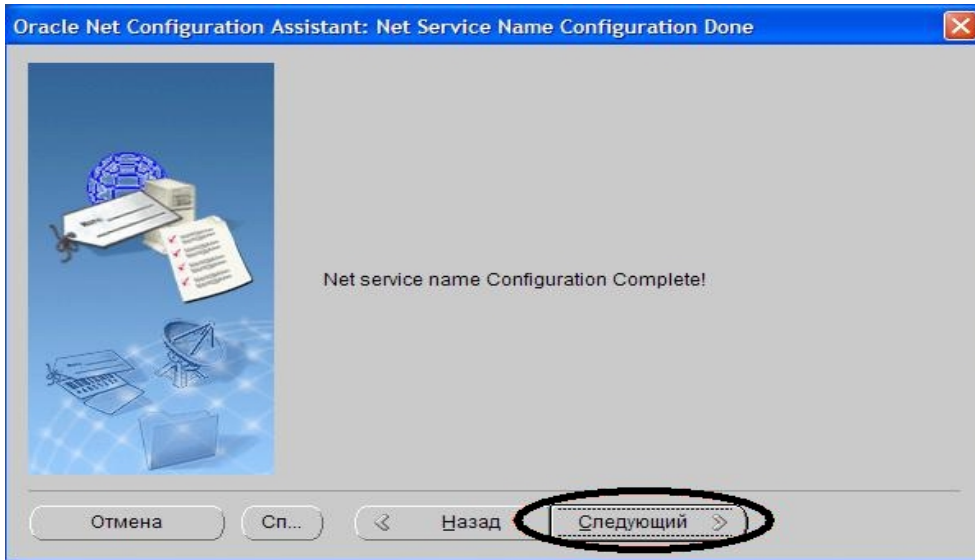 Oracle Net Configuration Assistant: Net Service Name Configuration Done
Net service name Configuration Complete!
Отмена
Сп...
Назад
Следующий